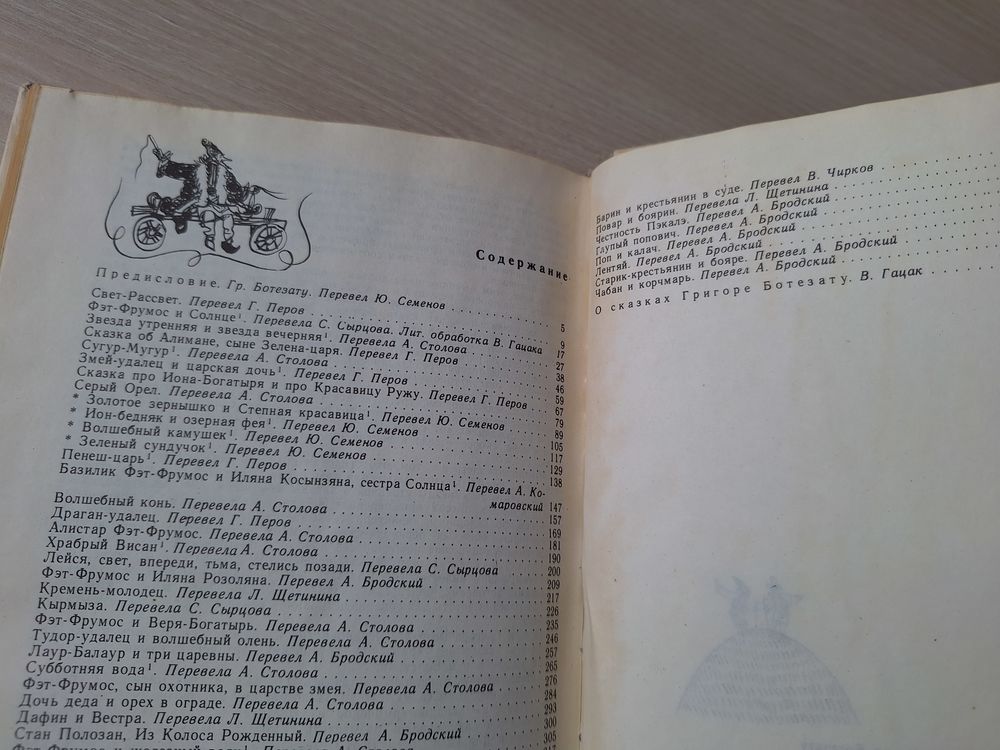 Содержание
Предисловие. Гр. Ботезату. Перевел Ю. Семенов 5
Свет-Рассвет. Перевел Г. Перов 9
Фэт-Фрумос и Солнце¹. Перевела С. Сырцова. Лит. обработка В. Гацака 17
Звезда утренняя и звезда вечерняя¹. Перевела А. Столова 27
Сказка об Алимане, сыне Зелена-царя. Перевел Г. Перов 38
Сугур-Мугур¹. Перевела А. Столова 46
Змей-удалец и царская дочь¹. Перевел Г. Перов 59
Сказка про Иона-Богатыря и про Красавицу Ружу. Перевел Г. Перов 67
Серый Орел. Перевела А. Столова 79
* Золотое зернышко и Степная красавица¹. Перевел Ю. Семенов 89
* Ион-бедняк и озерная фея¹. Перевел Ю. Семенов 105
* Волшебный камушек¹. Перевел Ю. Семенов 117
* Зеленый сундучок¹. Перевел Ю. Семенов 129
Пенеш-царь¹. Перевел Г. Перов 138
Базилик Фэт-Фрумос и Иляна Косынзяна, сестра Солнца¹. Перевел А. Ко-
маровский 147
Волшебный конь. Перевела А. Столова 157
Драган-удалец. Перевел Г. Перов 169
Алистар Фэт-Фрумос. Перевела А. Столова 181
Храбрый Висан¹. Перевела А. Столова 190
Лейся, свет, впереди, тьма, стелись позади. Перевела С. Сырцова 200
Фэт-Фрумос и Иляна Розоляна. Перевел А. Бродский 209
Кремень-молодец. Перевела Л. Щетинина 217
Кырмыза. Перевела С. Сырцова 226
Фэт-Фрумос и Веря-Богатырь. Перевела А. Столова 235
Тудор-удалец и волшебный олень. Перевела А. Столова 246
Лаур-Балаур и три царевны. Перевел А. Бродский 257
Субботняя вода¹. Перевела А. Столова 265
Фэт-Фрумос, сын охотника, в царстве змея. Перевела А. Столова 276
Дочь деда и орех в ограде. Перевела А. Столова 284
Дафин и Вестра. Перевела Л. Щетинина 293
Стан Полозан, Из Колоса Рожденный. Перевел А. Бродский 300
305
Барин и крестьянин в суде. Перевел В. Чирков
Повар и боярин. Перевела Л. Щетинина
Честность Пэкалэ. Перевел А. Бродский
Глупый попович. Перевел А. Бродский
Поп и калач. Перевел А. Бродский
Лентяй. Перевел А. Бродский
Старик-крестьянин и бояре. Перевел А. Бродский
Чабан и корчмарь. Перевел А. Бродский
О сказках Григоре Ботезату. В. Гацак